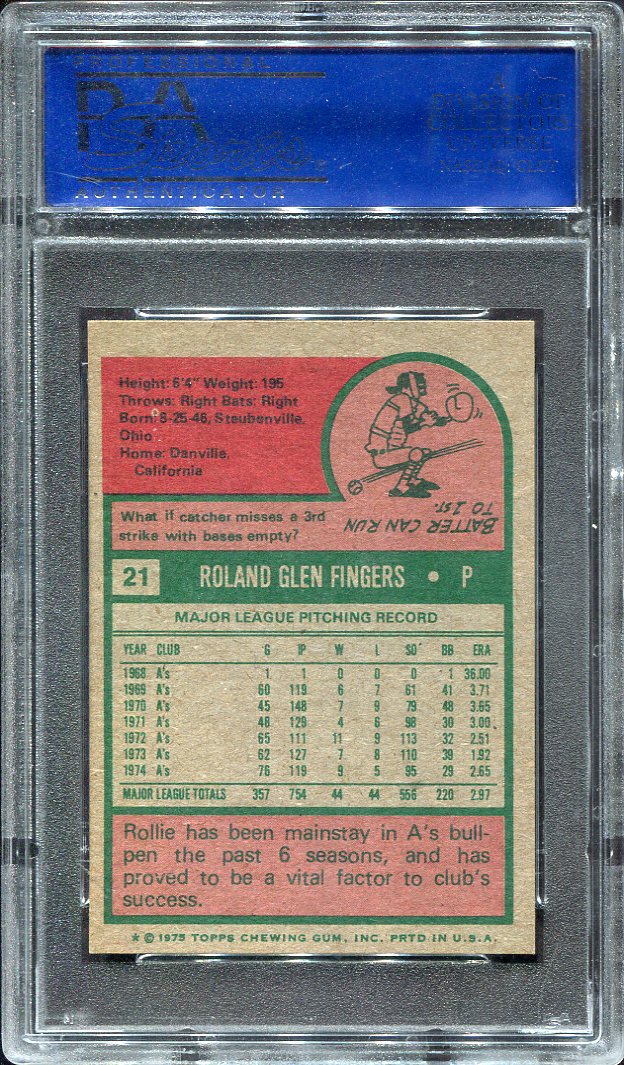 PROFESSIONAL
PSA
AUTHENTICATOR
A
DIVISION OF
COLLECTORS
UNIVERSE
NASDAQ: CLCT
Height: 6'4" Weight: 195
Throws: Right Bats: Right
Born: 8-25-46, Steubenville,
Ohio
Home: Danville,
California
BATTER CAN RUN
TO 1ST.
What if catcher misses a 3rd
strike with bases empty?
21 ROLAND GLEN FINGERS • P
MAJOR LEAGUE PITCHING RECORD
YEAR CLUB G IP W L SO BB ERA
1968 A's 1 1 0 0 0 1 36.00
1969 A's 60 119 6 7 61 41 3.71
1970 A's 45 148 7 9 79 48 3.65
1971 A's 48 129 4 6 98 30 3.00
1972 A's 65 111 11 9 113 32 2.51
1973 A's 62 127 7 8 110 39 1.92
1974 A's 76 119 9 5 95 29 2.65
MAJOR LEAGUE TOTALS 357 754 44 44 556 220 2.97
Rollie has been mainstay in A's bull-
pen the past 6 seasons, and has
proved to be a vital factor to club's
success.
★ © 1975 TOPPS CHEWING GUM, INC. PRTD IN U.S.A.